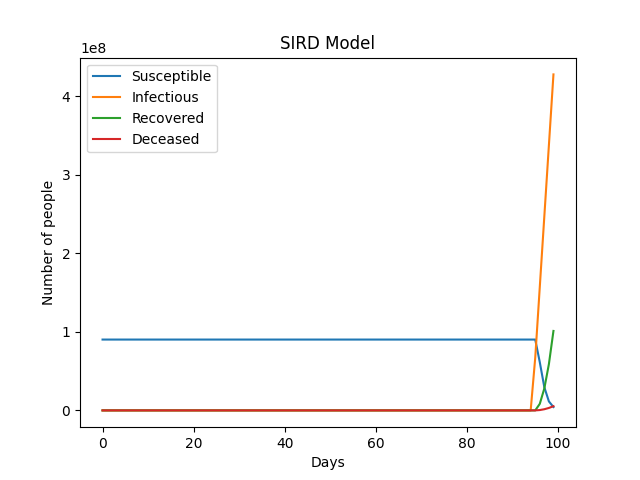 SIRD Model
1e8
Susceptible
Infectious
Recovered
Deceased
4
3
2
1
0
Number of people
0 20 40 60 80 100
Days